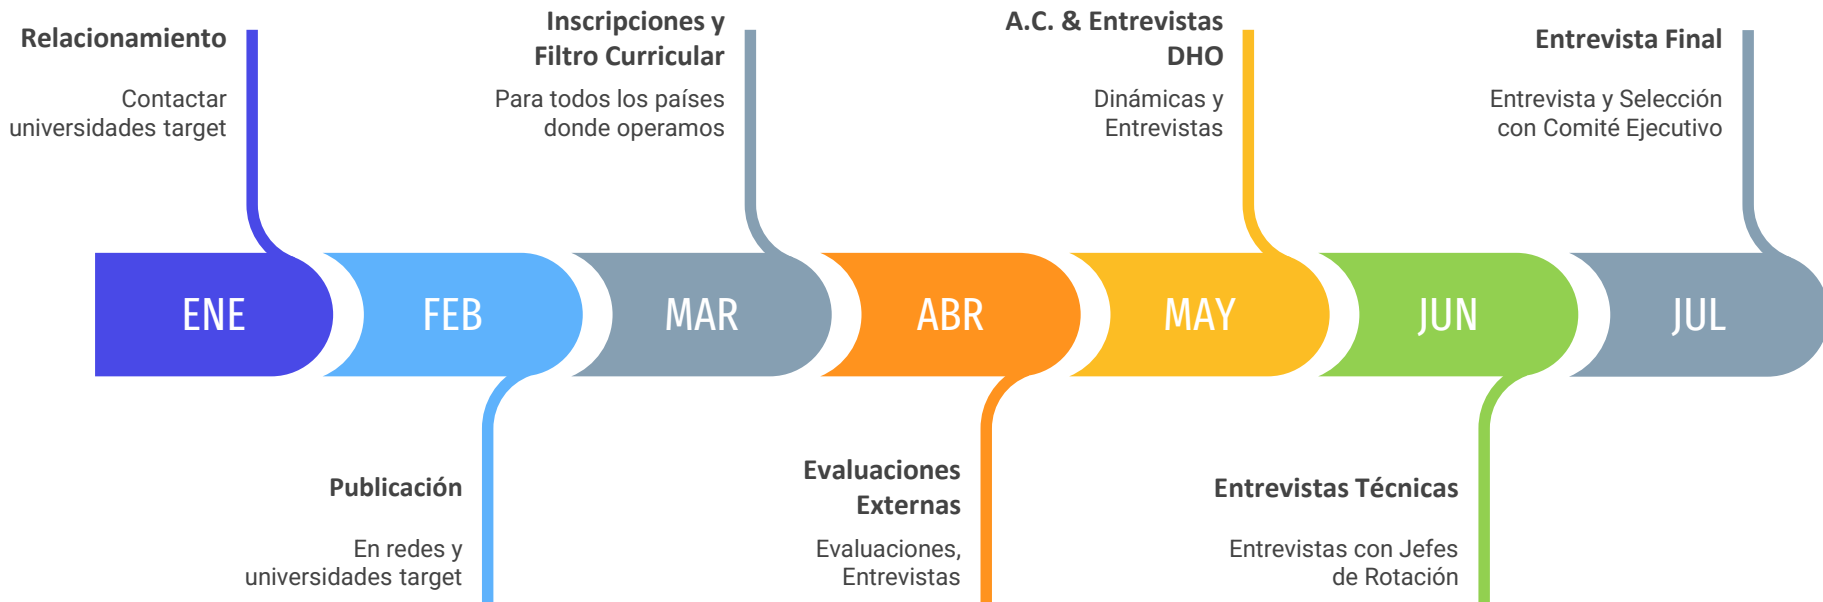 Relacionamiento
Contactar
universidades target
Inscripciones y
Filtro Curricular
Para todos los países
donde operamos
A.C. & Entrevistas
DHO
Dinámicas y
Entrevistas
Entrevista Final
Entrevista y Selección
con Comité Ejecutivo
ENE
FEB
MAR
ABR
MAY
JUN
JUL
Publicación
En redes y
universidades target
Evaluaciones
Externas
Evaluaciones,
Entrevistas
Entrevistas Técnicas
Entrevistas con Jefes
de Rotación